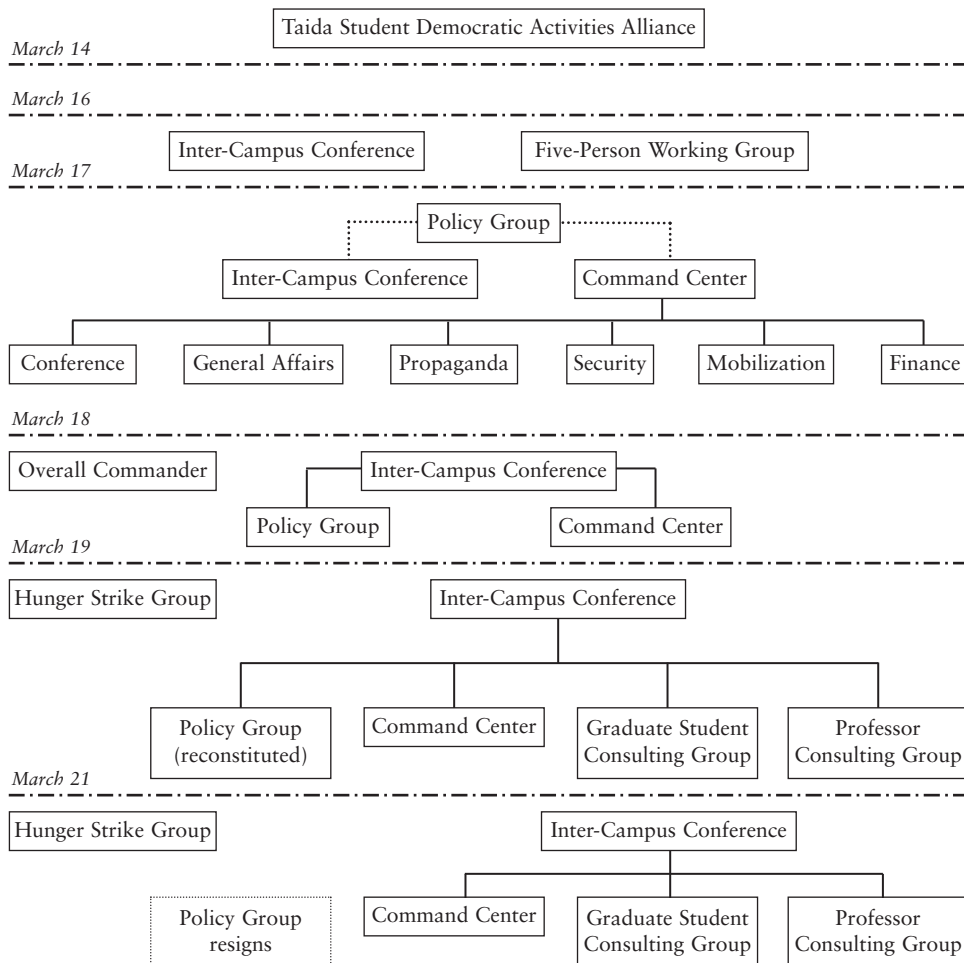 Taida Student Democratic Activities Alliance
March 14
March 16
Inter-Campus Conference
Five-Person Working Group
March 17
Policy Group
Inter-Campus Conference
Command Center
Conference
General Affairs
Propaganda
Security
Mobilization
Finance
March 18
Overall Commander
Inter-Campus Conference
Policy Group
Command Center
March 19
Hunger Strike Group
Inter-Campus Conference
Policy Group
(reconstituted)
Command Center
Graduate Student
Consulting Group
Professor
Consulting Group
March 21
Hunger Strike Group
Inter-Campus Conference
Policy Group
resigns
Command Center
Graduate Student
Consulting Group
Professor
Consulting Group